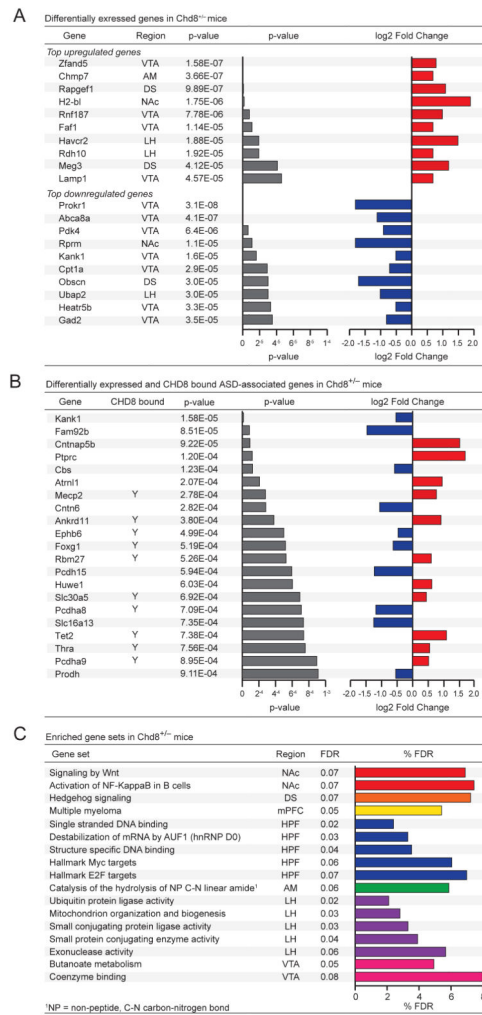 A Differentially exressed genes in Chd8+/- mice
Gene Region p-value p-value log2 Fold Change
Top upregulated genes
Zfand5 VTA 1.58E-07
Chmp7 AM 3.66E-07
Rapgef1 DS 9.89E-07
H2-bl NAc 1.75E-06
Rnf187 VTA 7.78E-06
Faf1 VTA 1.14E-05
Havcr2 LH 1.88E-05
Rdh10 LH 1.92E-05
Meg3 DS 4.12E-05
Lamp1 VTA 4.57E-05
Top downregulated genes
Prokr1 VTA 3.1E-08
Abca8a VTA 4.1E-07
Pdk4 VTA 6.4E-06
Rprm NAc 1.1E-05
Kank1 VTA 1.6E-05
Cpt1a VTA 2.9E-05
Obscn DS 3.0E-05
Ubap2 LH 3.0E-05
Heatr5b VTA 3.3E-05
Gad2 VTA 3.5E-05
-2.0 -1.5 -1.0 -0.5 0.0 0.5 1.0 1.5 2.0
p-value log2 Fold Change
B Differentially expressed and CHD8 bound ASD-associated genes in Chd8+/- mice
Gene CHD8 bound p-value p-value log2 Fold Change
Kank1 1.58E-05
Fam92b 8.51E-05
Cntnap5b 9.22E-05
Ptprc 1.20E-04
Cbs 1.23E-04
Atrnl1 2.07E-04
Mecp2 Y 2.78E-04
Cntn6 2.82E-04
Ankrd11 Y 3.80E-04
Ephb6 Y 4.99E-04
Foxg1 Y 5.19E-04
Rbm27 Y 5.26E-04
Pcdh15 5.94E-04
Huwe1 6.03E-04
Slc30a5 Y 6.92E-04
Pcdha8 Y 7.09E-04
Slc16a13 7.35E-04
Tet2 Y 7.38E-04
Thra Y 7.56E-04
Pcdha9 Y 8.95E-04
Prodh 9.11E-04
-2.0 -1.5 -1.0 -0.5 0.0 0.5 1.0 1.5 2.0
p-value log2 Fold Change
C Enriched gene sets in Chd8+/- mice
Gene set Region FDR % FDR
Signaling by Wnt NAc 0.07
Activation of NF-KappaB in B cells NAc 0.07
Hedgehog signaling DS 0.07
Multiple myeloma mPFC 0.05
Single stranded DNA binding HPF 0.02
Destabilization of mRNA by AUF1 (hnRNP D0) HPF 0.03
Structure specific DNA binding HPF 0.04
Hallmark Myc targets HPF 0.06
Hallmark E2F targets HPF 0.07
Catalysis of the hydrolysis of NP C-N linear amide¹ AM 0.06
Ubiquitin protein ligase activity LH 0.02
Mitochondrion organization and biogenesis LH 0.03
Small conjugating protein ligase activity LH 0.03
Small protein conjugating enzyme activity LH 0.04
Exonuclease activity LH 0.06
Butanoate metabolism VTA 0.05
Coenzyme binding VTA 0.08
0 2 4 6 8
¹NP = non-peptide, C-N carbon-nitrogen bond % FDR